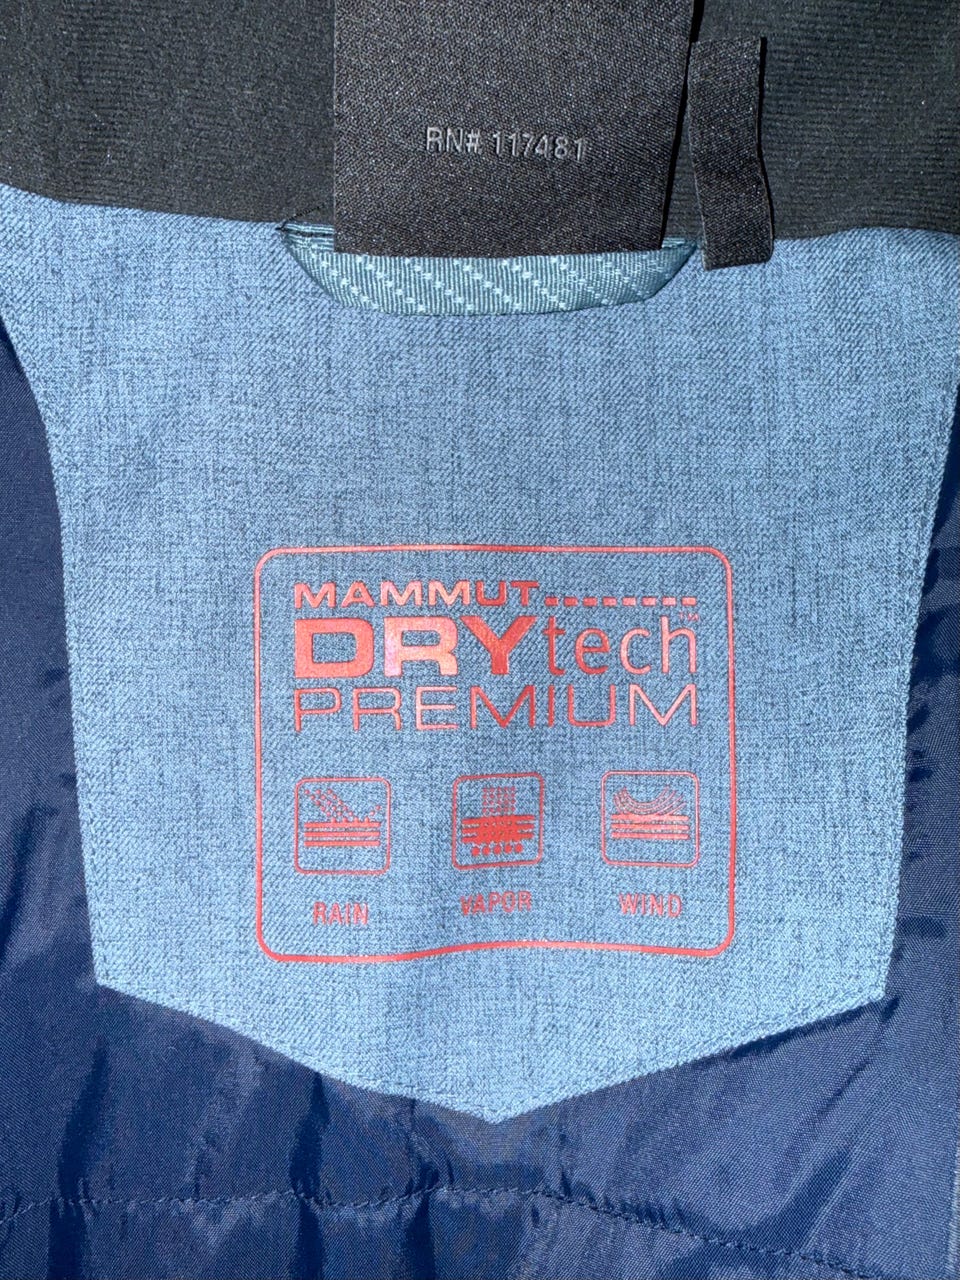 RN# 117481
MAMMUT
DRYtech™
PREMIUM
RAIN VAPOR WIND